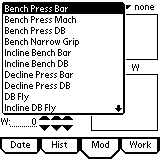 Bench Press Bar
none
Bench Press Mach
Bench Press DB
Bench Narrow Grip
Incline Bench Bar
Incline Bench DB
W
Decline Press Bar
Decline Press DB
DB Fly
Incline DB Fly
W: 0
Date Hist Mod Work